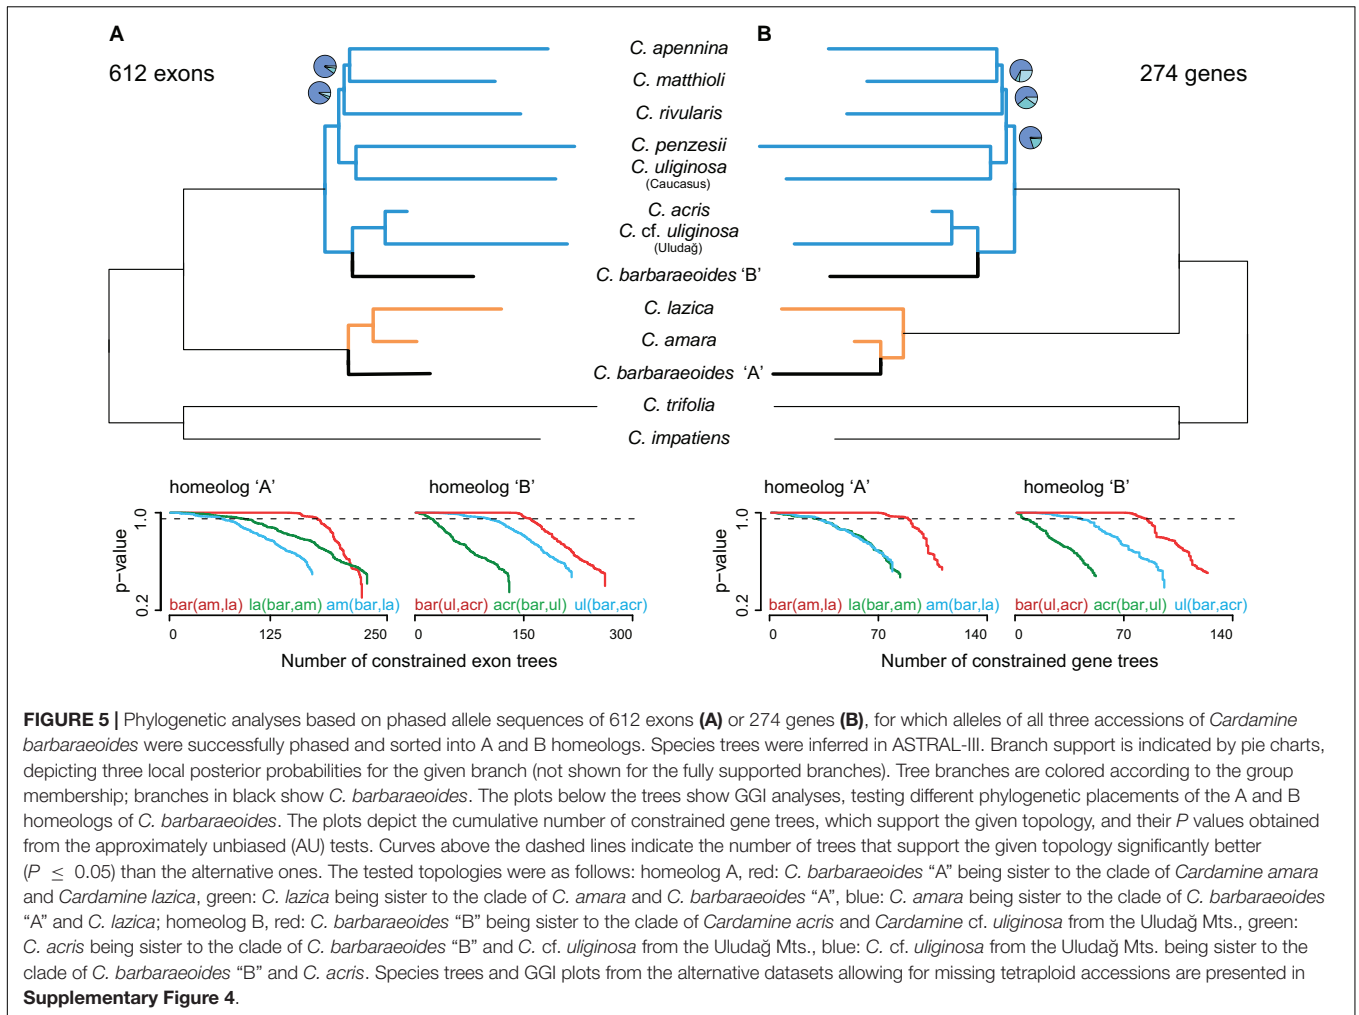 A
B
612 exons
274 genes
C. apennina
C. matthioli
C. rivularis
C. penzesii
C. uliginosa
(Caucasus)
C. acris
C. cf. uliginosa
(Uludağ)
C. barbaraeoides 'B'
C. lazica
C. amara
C. barbaraeoides 'A'
C. trifolia
C. impatiens
homeolog 'A'
homeolog 'B'
homeolog 'A'
homeolog 'B'
p−value
1.0
0.2
bar(am,la) la(bar,am) am(bar,la)
bar(ul,acr) acr(bar,ul) ul(bar,acr)
0 125 250
0 150 300
Number of constrained exon trees
p−value
1.0
0.2
bar(am,la) la(bar,am) am(bar,la)
bar(ul,acr) acr(bar,ul) ul(bar,acr)
0 70 140
0 70 140
Number of constrained gene trees
FIGURE 5 | Phylogenetic analyses based on phased allele sequences of 612 exons (A) or 274 genes (B), for which alleles of all three accessions of Cardamine
barbaraeoides were successfully phased and sorted into A and B homeologs. Species trees were inferred in ASTRAL-III. Branch support is indicated by pie charts,
depicting three local posterior probabilities for the given branch (not shown for the fully supported branches). Tree branches are colored according to the group
membership; branches in black show C. barbaraeoides. The plots below the trees show GGI analyses, testing different phylogenetic placements of the A and B
homeologs of C. barbaraeoides. The plots depict the cumulative number of constrained gene trees, which support the given topology, and their P values obtained
from the approximately unbiased (AU) tests. Curves above the dashed lines indicate the number of trees that support the given topology significantly better
(P ≤ 0.05) than the alternative ones. The tested topologies were as follows: homeolog A, red: C. barbaraeoides “A” being sister to the clade of Cardamine amara
and Cardamine lazica, green: C. lazica being sister to the clade of C. amara and C. barbaraeoides “A”, blue: C. amara being sister to the clade of C. barbaraeoides
“A” and C. lazica; homeolog B, red: C. barbaraeoides “B” being sister to the clade of Cardamine acris and Cardamine cf. uliginosa from the Uludağ Mts., green:
C. acris being sister to the clade of C. barbaraeoides “B” and C. cf. uliginosa from the Uludağ Mts., blue: C. cf. uliginosa from the Uludağ Mts. being sister to the
clade of C. barbaraeoides “B” and C. acris. Species trees and GGI plots from the alternative datasets allowing for missing tetraploid accessions are presented in
Supplementary Figure 4.